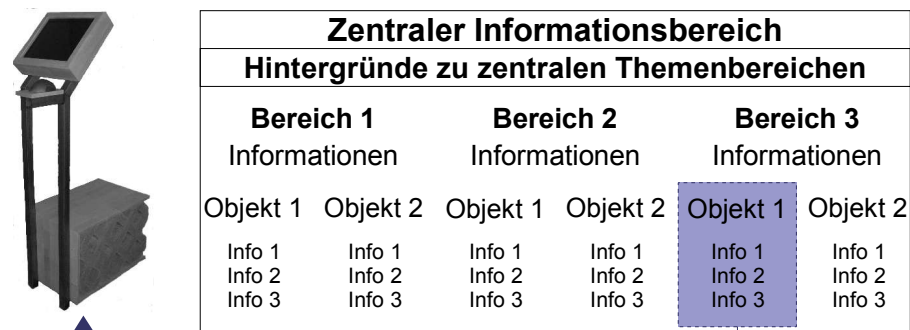 Zentraler Informationsbereich
Hintergründe zu zentralen Themenbereichen
Bereich 1 Bereich 2 Bereich 3
Informationen Informationen Informationen
Objekt 1 Objekt 2 Objekt 1 Objekt 2 Objekt 1 Objekt 2
Info 1 Info 1 Info 1 Info 1 Info 1 Info 1
Info 2 Info 2 Info 2 Info 2 Info 2 Info 2
Info 3 Info 3 Info 3 Info 3 Info 3 Info 3